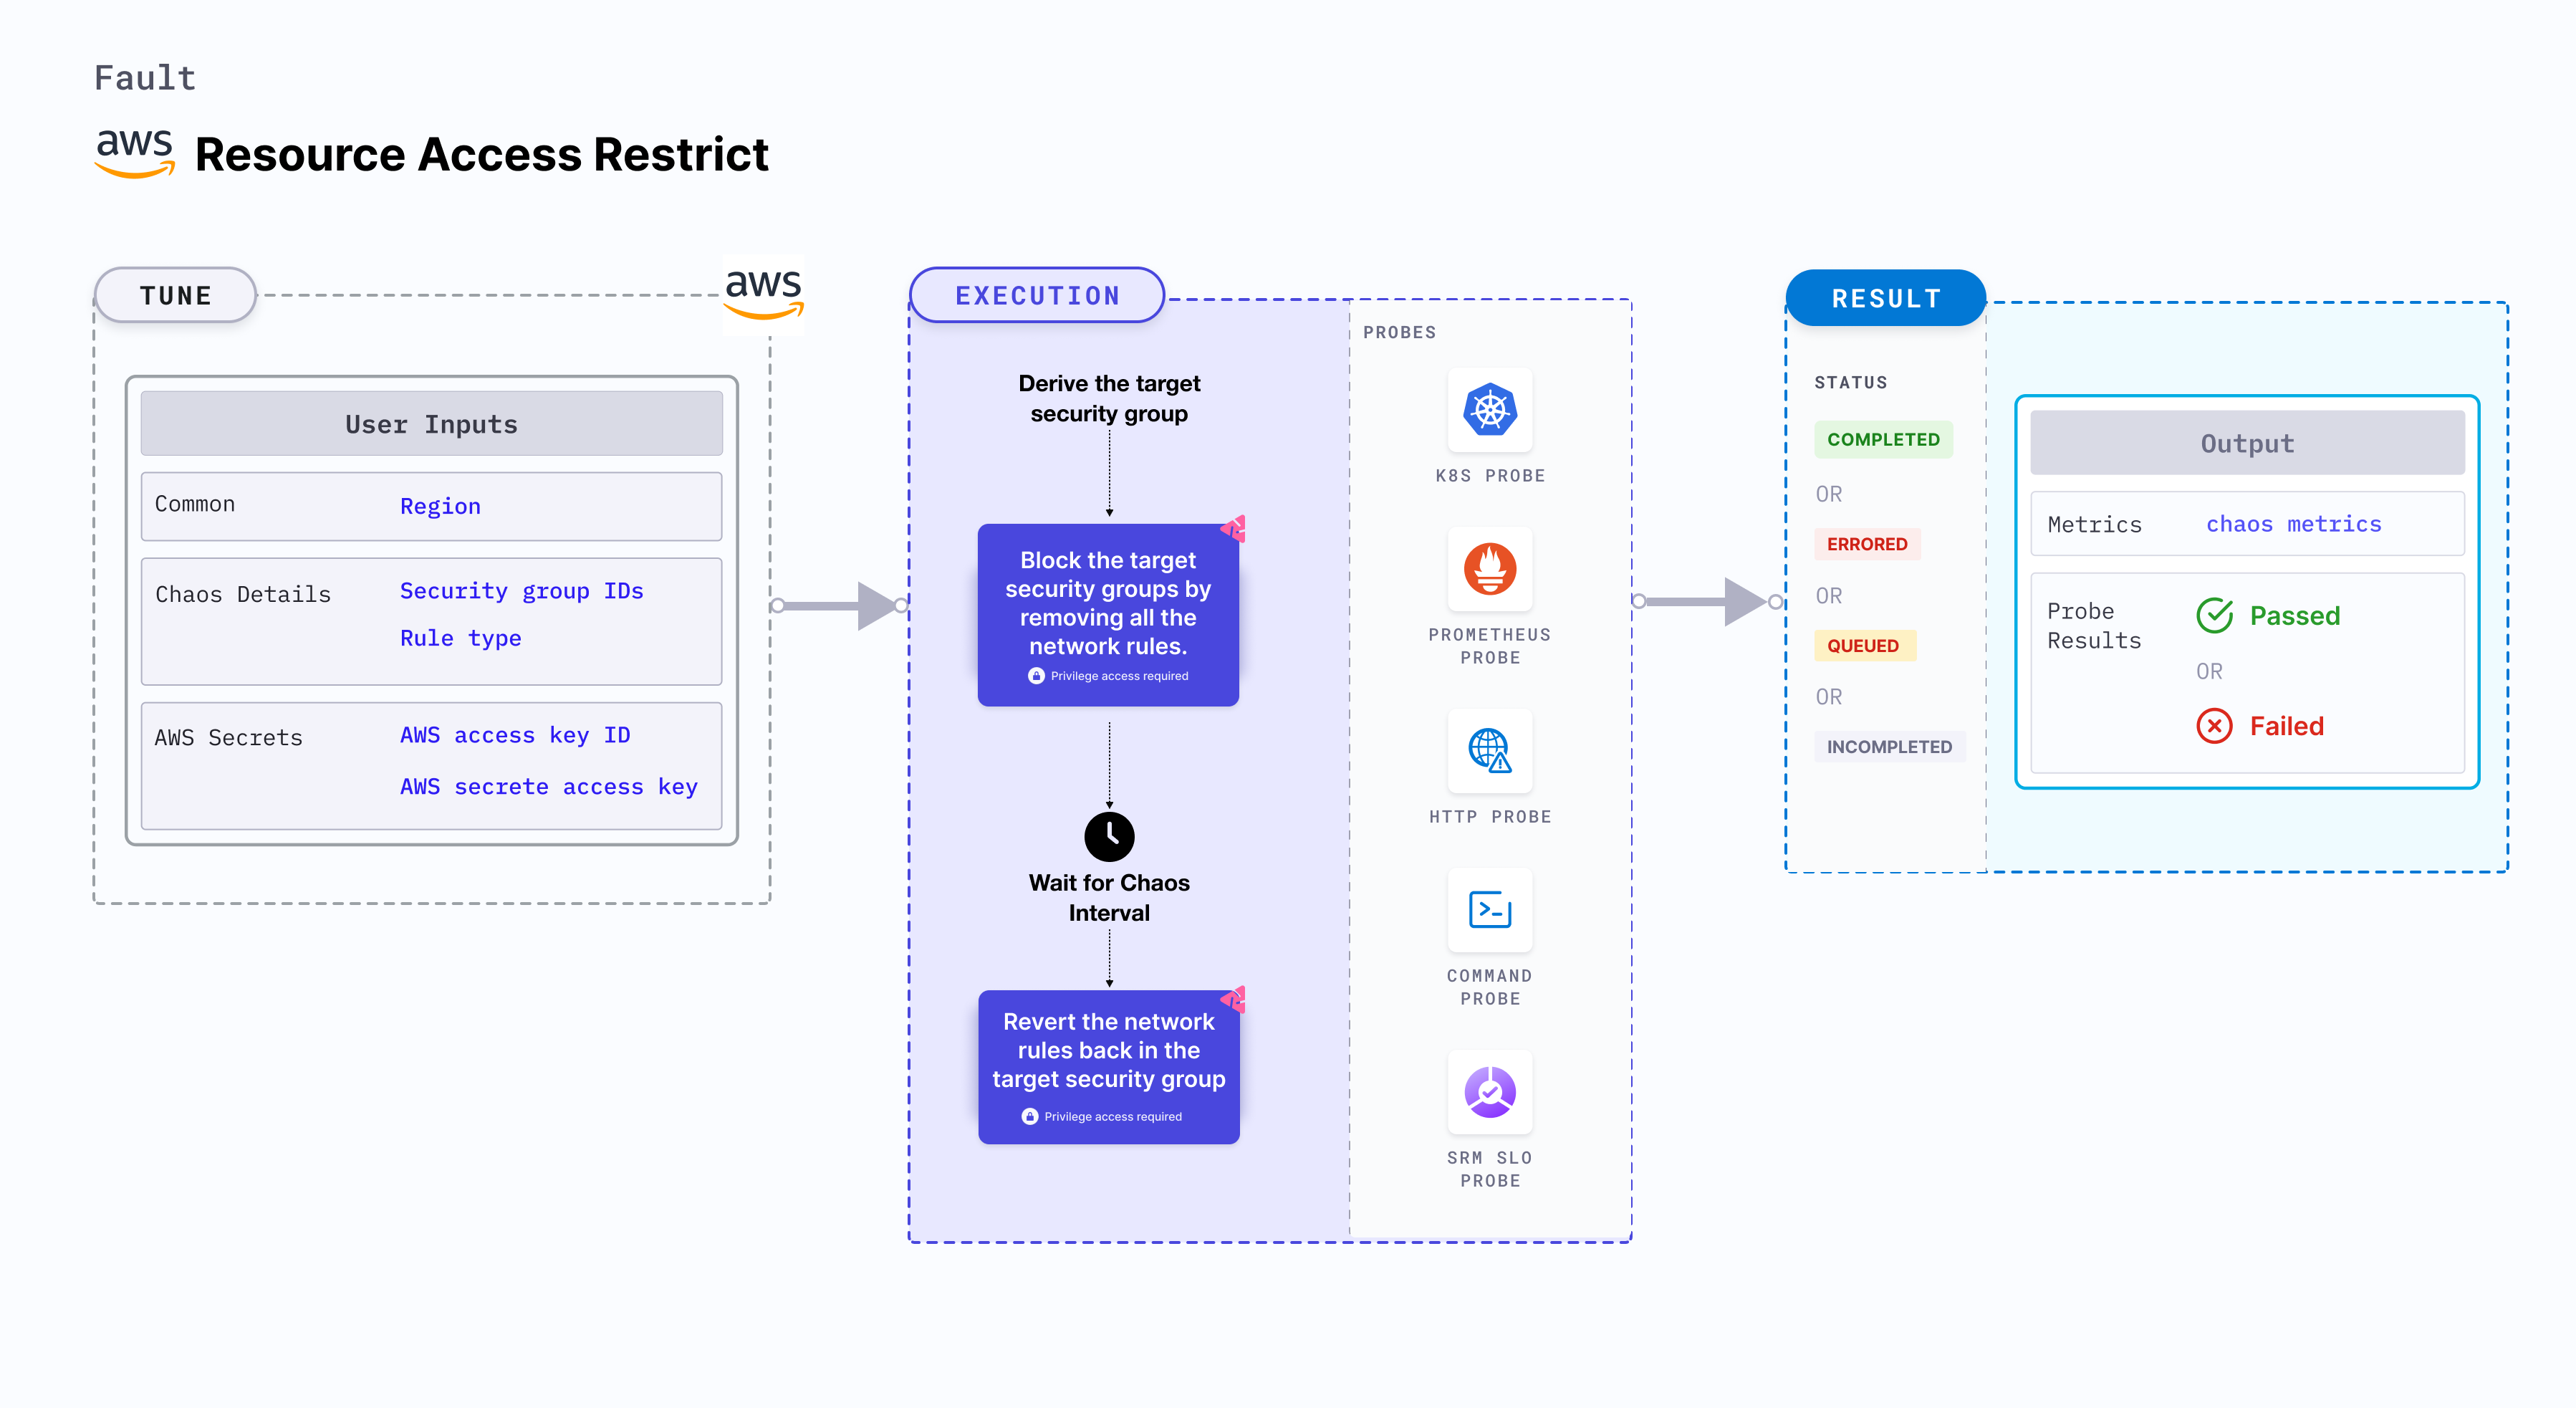 Fault
aws Resource Access Restrict
TUNE
aws
User Inputs
Common
Region
Chaos Details
Security group IDs
Rule type
AWS Secrets
AWS access key ID
AWS secrete access key
EXECUTION
Derive the target
security group
Block the target
security groups by
removing all the
network rules.
Privilege access required
Wait for Chaos
Interval
Revert the network
rules back in the
target security group
Privilege access required
PROBES
K8S PROBE
PROMETHEUS
PROBE
HTTP PROBE
COMMAND
PROBE
SRM SLO
PROBE
RESULT
STATUS
COMPLETED
OR
ERRORED
OR
QUEUED
OR
INCOMPLETED
Output
Metrics
chaos metrics
Probe
Results
Passed
OR
Failed